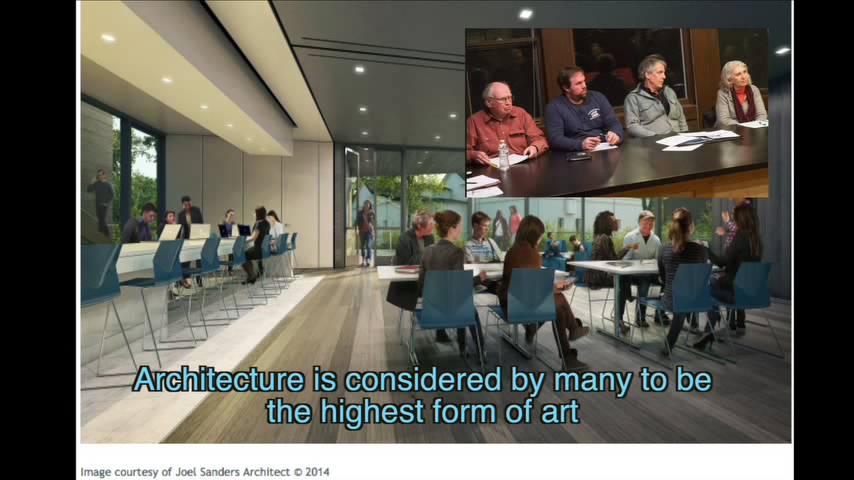 Architecture is considered by many to be
the highest form of art
Image courtesy of Joel Sanders Architect © 2014